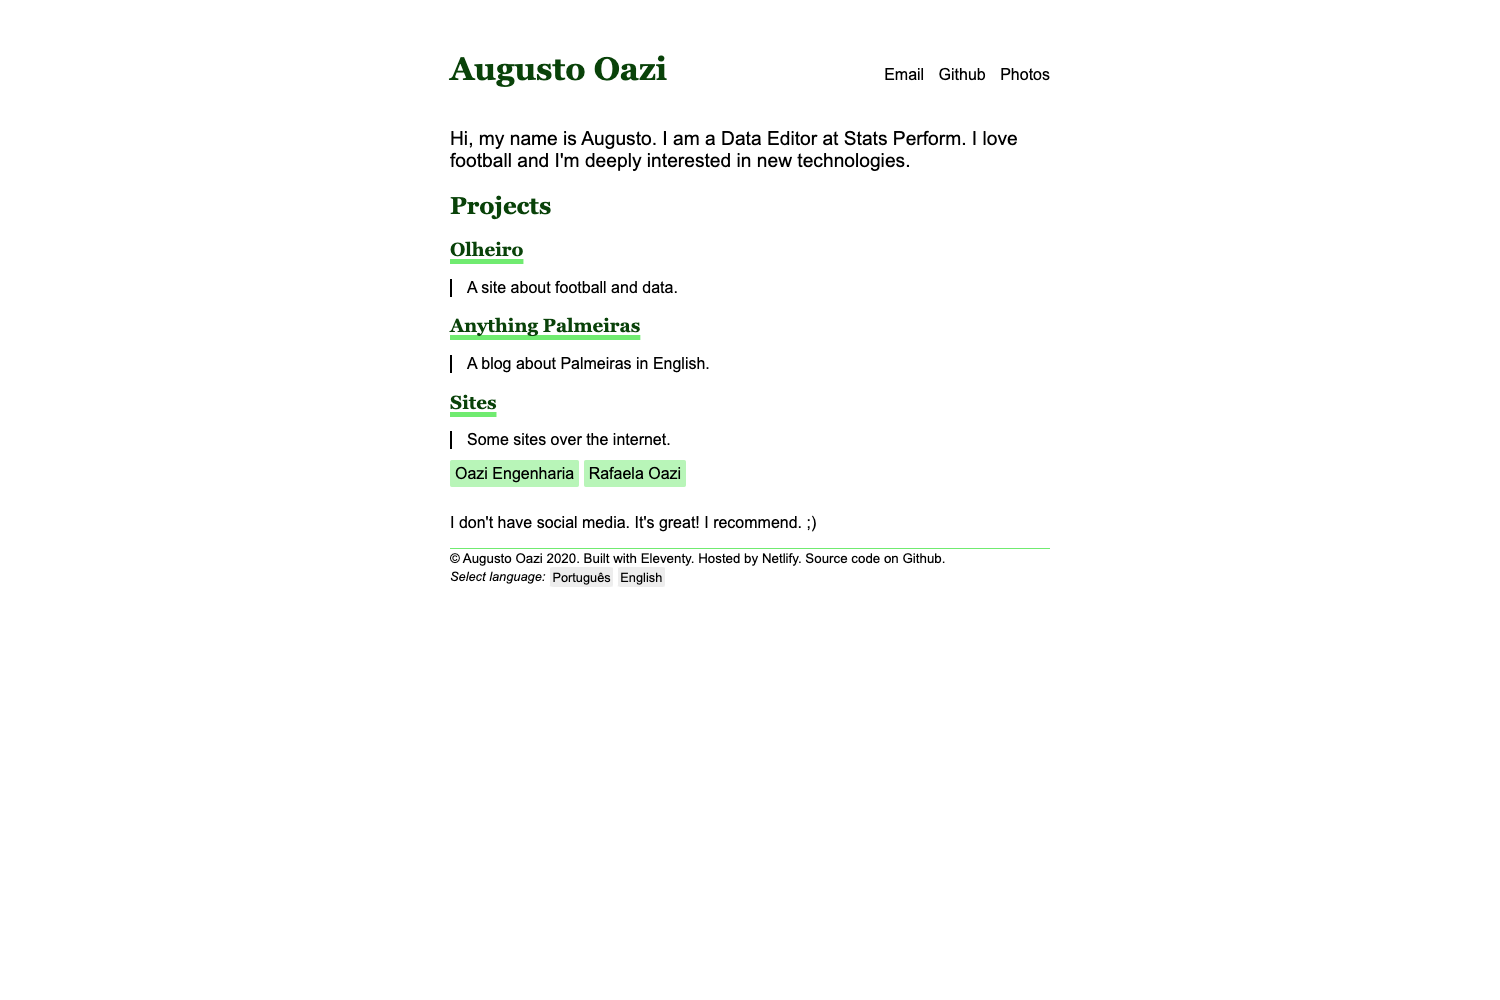 Augusto Oazi
Email Github Photos
Hi, my name is Augusto. I am a Data Editor at Stats Perform. I love
football and I'm deeply interested in new technologies.
Projects
Olheiro
A site about football and data.
Anything Palmeiras
A blog about Palmeiras in English.
Sites
Some sites over the internet.
Oazi Engenharia Rafaela Oazi
I don't have social media. It's great! I recommend. ;)
© Augusto Oazi 2020. Built with Eleventy. Hosted by Netlify. Source code on Github.
Select language: Português English